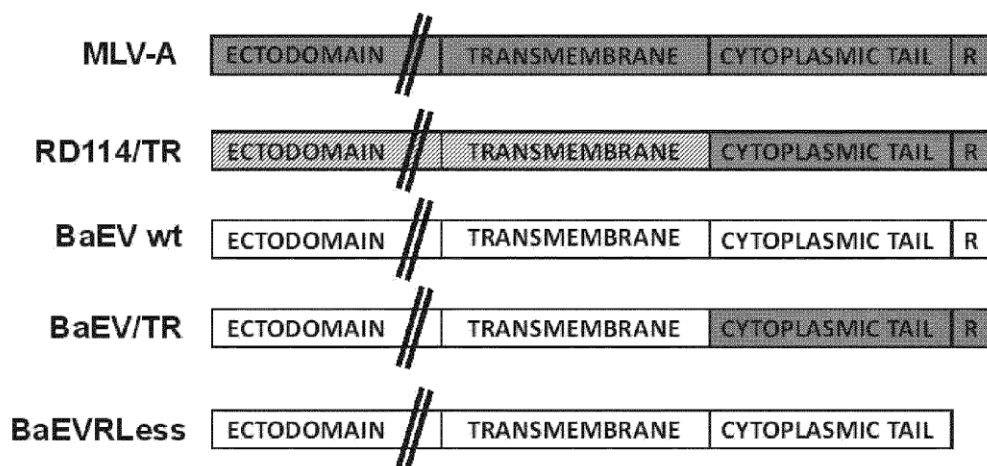 MLV-A ECTODOMAIN TRANSMEMBRANE CYTOPLASMIC TAIL R
RD114/TR ECTODOMAIN TRANSMEMBRANE CYTOPLASMIC TAIL R
BaEV wt ECTODOMAIN TRANSMEMBRANE CYTOPLASMIC TAIL R
BaEV/TR ECTODOMAIN TRANSMEMBRANE CYTOPLASMIC TAIL R
BaEVRLess ECTODOMAIN TRANSMEMBRANE CYTOPLASMIC TAIL